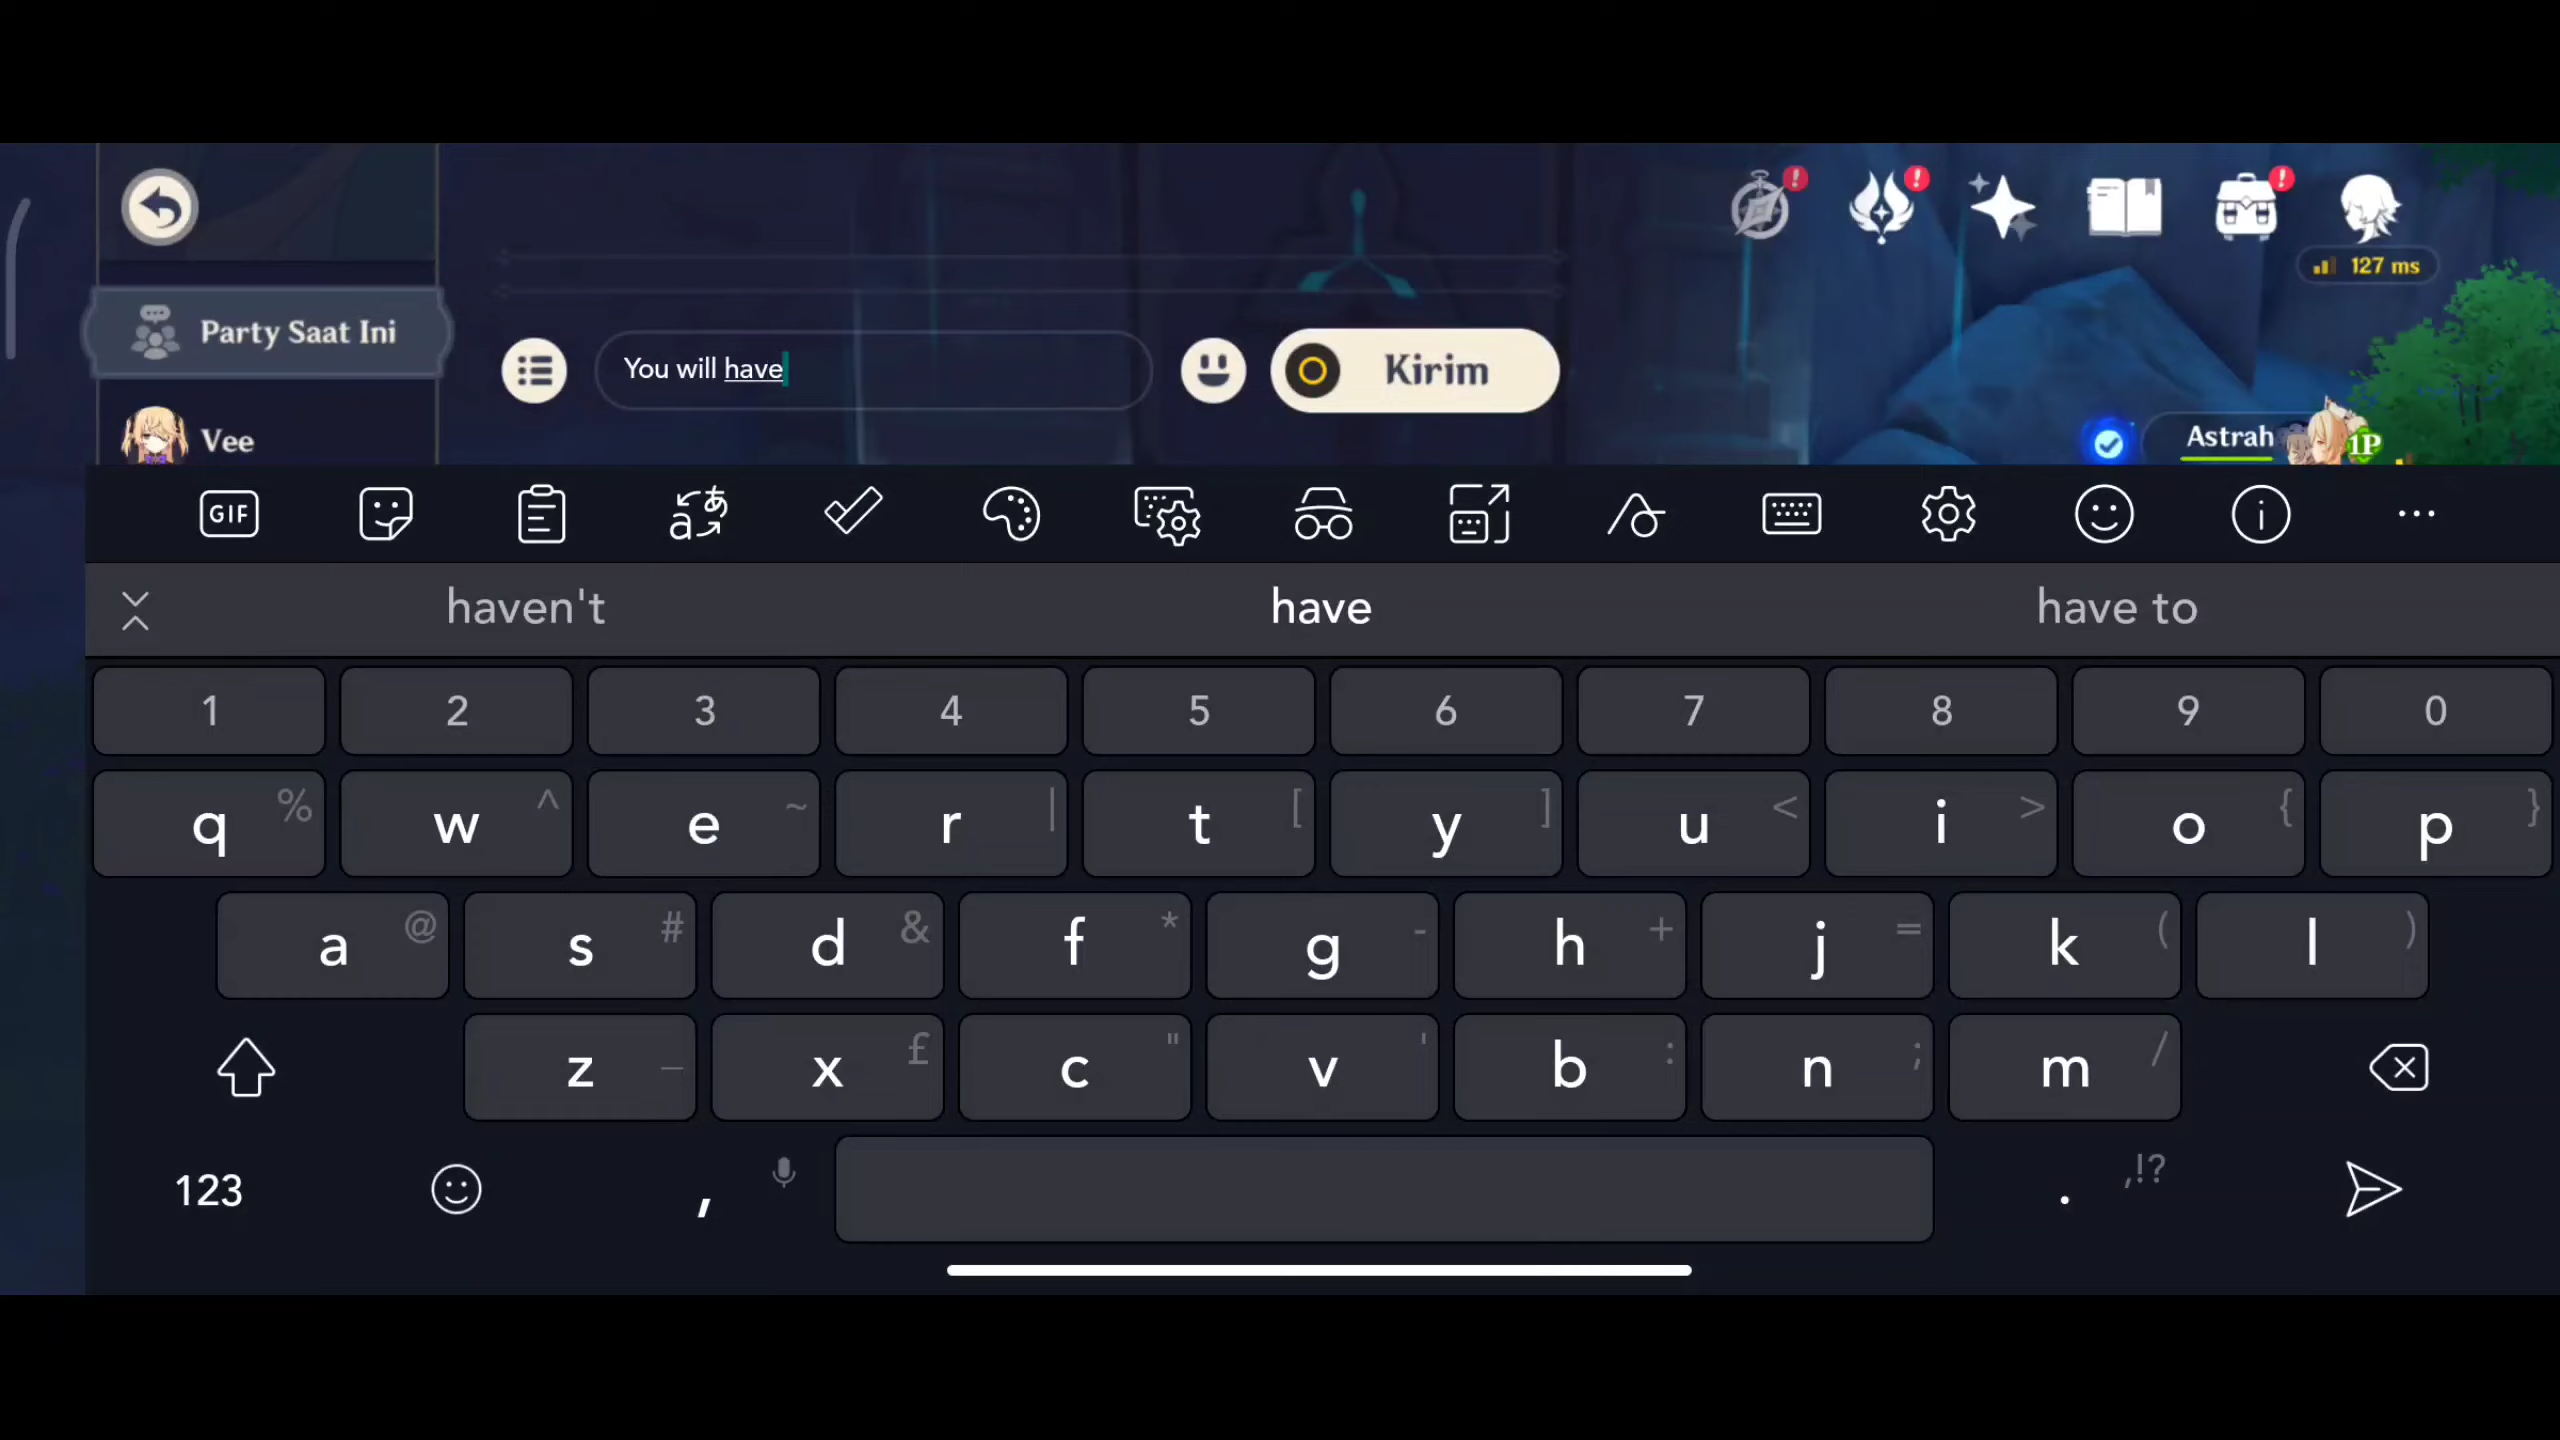 127 ms
Party Saat Ini
You will have
Kirim
Vee
Astrah
1P
GIF
haven't
have
have to
1 2 3 4 5 6 7 8 9 0
q % w ^ e ~ r | t [ y ] u < i > o { p }
a @ s # d & f * g - h + j = k ( l )
z _ x £ c " v ' b : n ; m /
123 , . ,!?